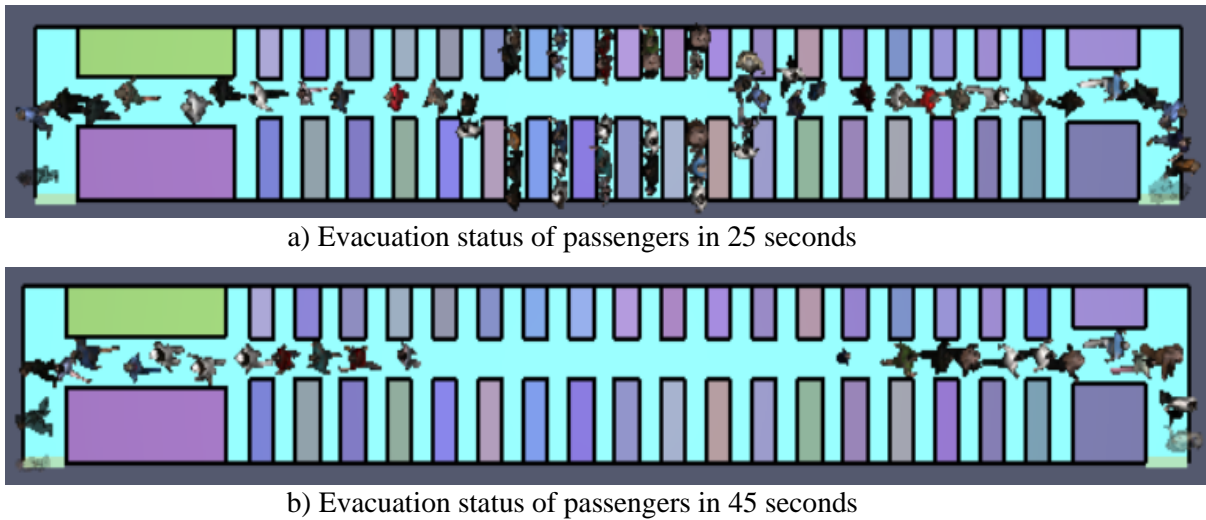 a) Evacuation status of passengers in 25 seconds
b) Evacuation status of passengers in 45 seconds